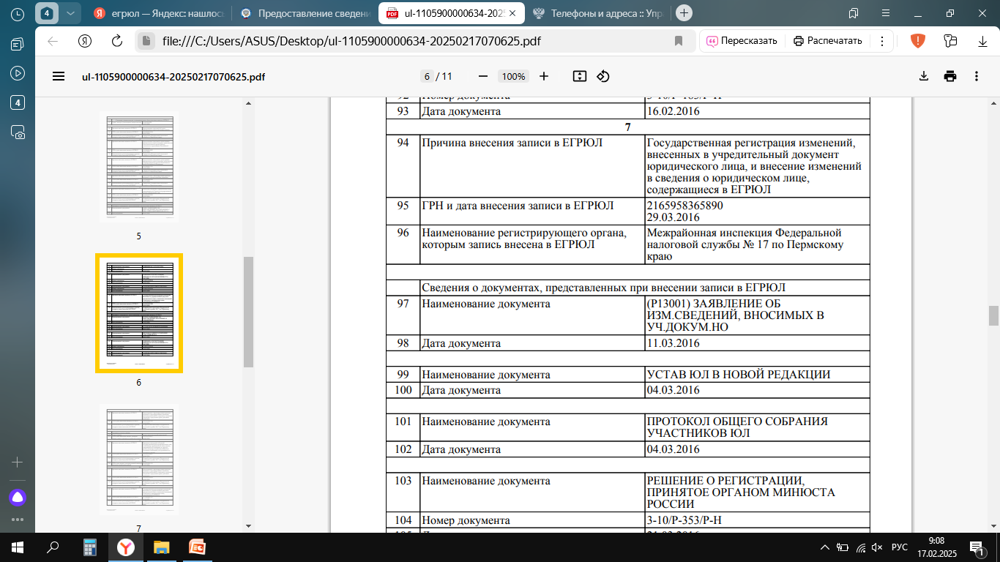 4
егрюл — Яндекс: нашлось
Предоставление сведени
ul-1105900000634-2025
Телефоны и адреса :: Упр
file:///C:/Users/ASUS/Desktop/ul-1105900000634-20250217070625.pdf
Пересказать
Распечатать
4
ul-1105900000634-20250217070625.pdf
6 / 11
100%
5
6
7
92 Номер документа 3-10/Р-183/Р-Н
93 Дата документа 16.02.2016
7
94 Причина внесения записи в ЕГРЮЛ Государственная регистрация изменений,
внесенных в учредительный документ
юридического лица, и внесение изменений
в сведения о юридическом лице,
содержащиеся в ЕГРЮЛ
95 ГРН и дата внесения записи в ЕГРЮЛ 2165958365890
29.03.2016
96 Наименование регистрирующего органа, Межрайонная инспекция Федеральной
которым запись внесена в ЕГРЮЛ налоговой службы № 17 по Пермскому
краю
Сведения о документах, представленных при внесении записи в ЕГРЮЛ
97 Наименование документа (Р13001) ЗАЯВЛЕНИЕ ОБ
ИЗМ.СВЕДЕНИЙ, ВНОСИМЫХ В
УЧ.ДОКУМ.НО
98 Дата документа 11.03.2016
99 Наименование документа УСТАВ ЮЛ В НОВОЙ РЕДАКЦИИ
100 Дата документа 04.03.2016
101 Наименование документа ПРОТОКОЛ ОБЩЕГО СОБРАНИЯ
УЧАСТНИКОВ ЮЛ
102 Дата документа 04.03.2016
103 Наименование документа РЕШЕНИЕ О РЕГИСТРАЦИИ,
ПРИНЯТОЕ ОРГАНОМ МИНЮСТА
РОССИИ
104 Номер документа 3-10/Р-353/Р-Н
РУС
9:08
17.02.2025
1